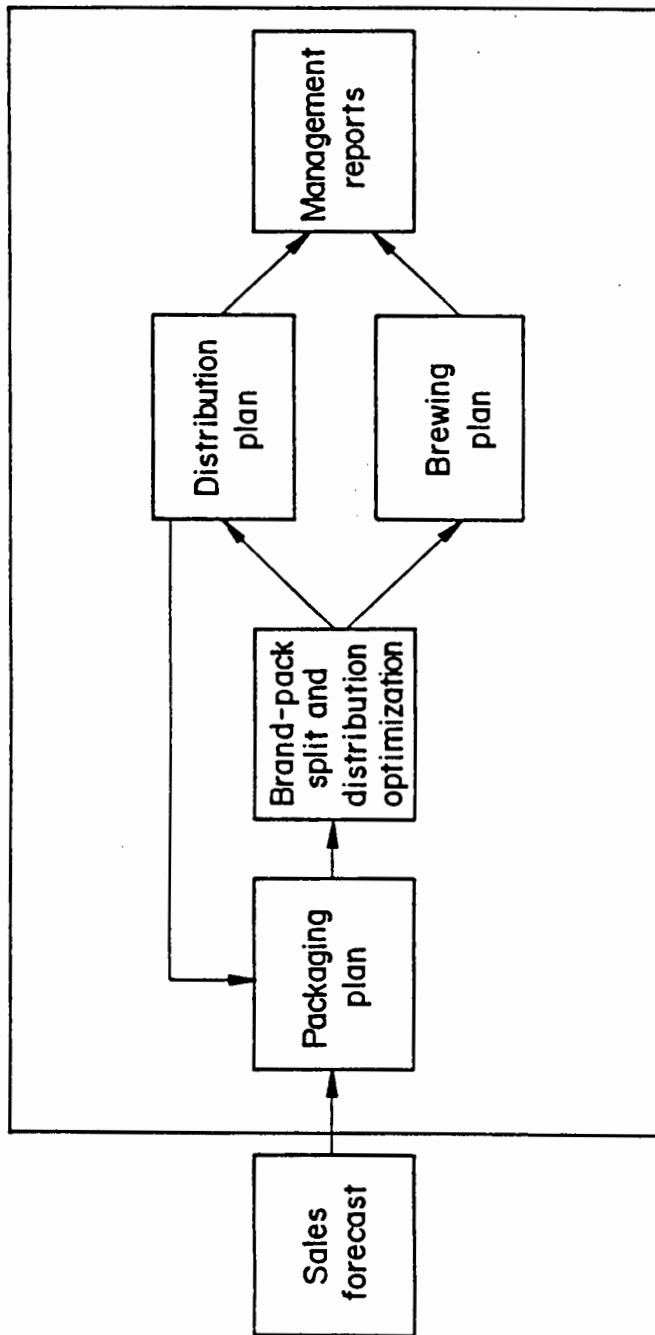 Sales
forecast
Packaging
plan
Brand-pack
split and
distribution
optimization
Distribution
plan
Brewing
plan
Management
reports